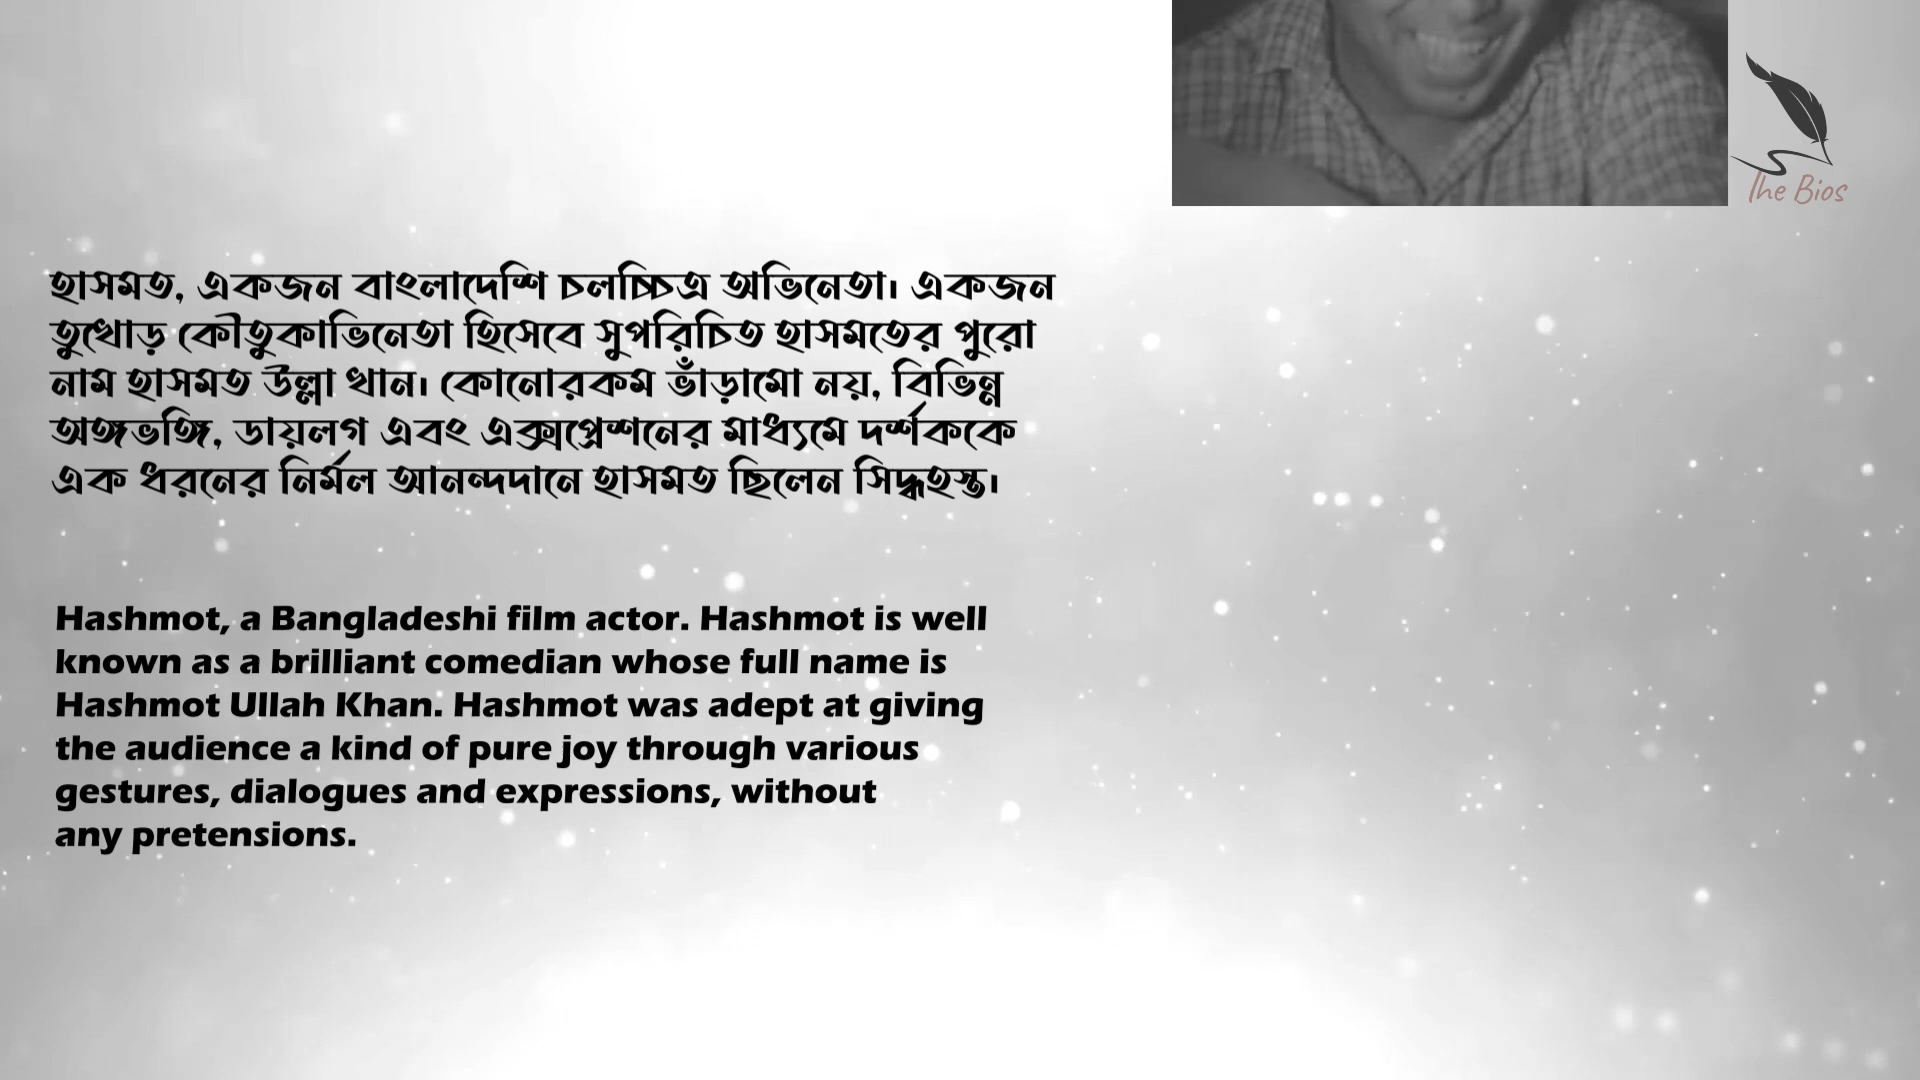 The Bios
হাসমত, একজন বাংলাদেশি চলচ্চিত্র অভিনেতা। একজন
তুখোড় কৌতুকাভিনেতা হিসেবে সুপরিচিত হাসমতের পুরো
নাম হাসমত উল্লা খান। কোনোরকম ভাঁড়ামো নয়, বিভিন্ন
অঙ্গভঙ্গি, ডায়লগ এবং এক্সপ্রেশনের মাধ্যমে দর্শককে
এক ধরনের নির্মল আনন্দদানে হাসমত ছিলেন সিদ্ধহস্ত।
Hashmot, a Bangladeshi film actor. Hashmot is well
known as a brilliant comedian whose full name is
Hashmot Ullah Khan. Hashmot was adept at giving
the audience a kind of pure joy through various
gestures, dialogues and expressions, without
any pretensions.